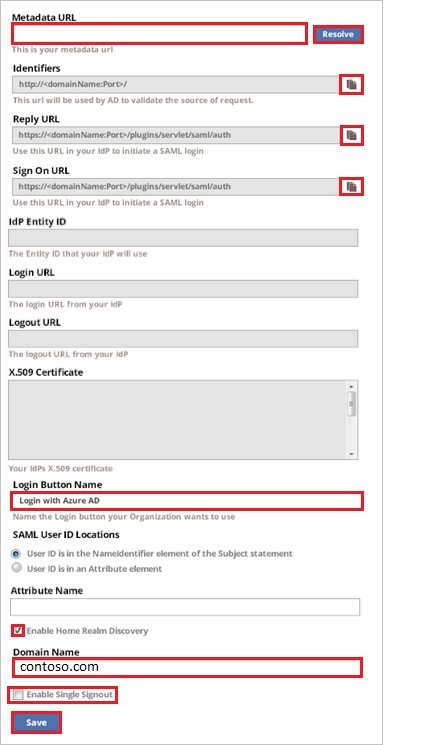 Metadata URL
Resolve
This is your metadata url
Identifiers
http://<domainName:Port>/
This url will be used by AD to validate the source of request.
Reply URL
https://<domainName:Port>/plugins/servlet/saml/auth
Use this URL in your IdP to initiate a SAML login
Sign On URL
https://<domainName:Port>/plugins/servlet/saml/auth
Use this URL in your IdP to initiate a SAML login
IdP Entity ID
The Entity ID that your IdP will use
Login URL
The login URL from your IdP
Logout URL
The logout URL from your IdP
X.509 Certificate
Your IdPs X.509 certificate
Login Button Name
Login with Azure AD
Name the Login button your Organization wants to use
SAML User ID Locations
User ID is in the NameIdentifier element of the Subject statement
User ID is in an Attribute element
Attribute Name
Enable Home Realm Discovery
Domain Name
contoso.com
Enable Single Signout
Save